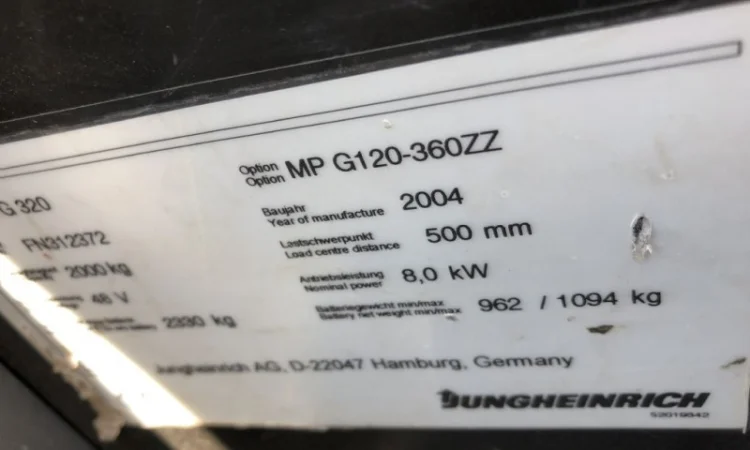 Option
Option MP G120-360ZZ
G 320
Baujahr
Year of manufacture 2004
FN312372
Lastschwerpunkt
Load centre distance 500 mm
2000 kg
Antriebsleistung
Nominal power 8,0 kW
48 V
Batteriegewicht min/max
Battery net weight min/max 962 / 1094 kg
2330 kg
Jungheinrich AG, D-22047 Hamburg, Germany
JUNGHEINRICH